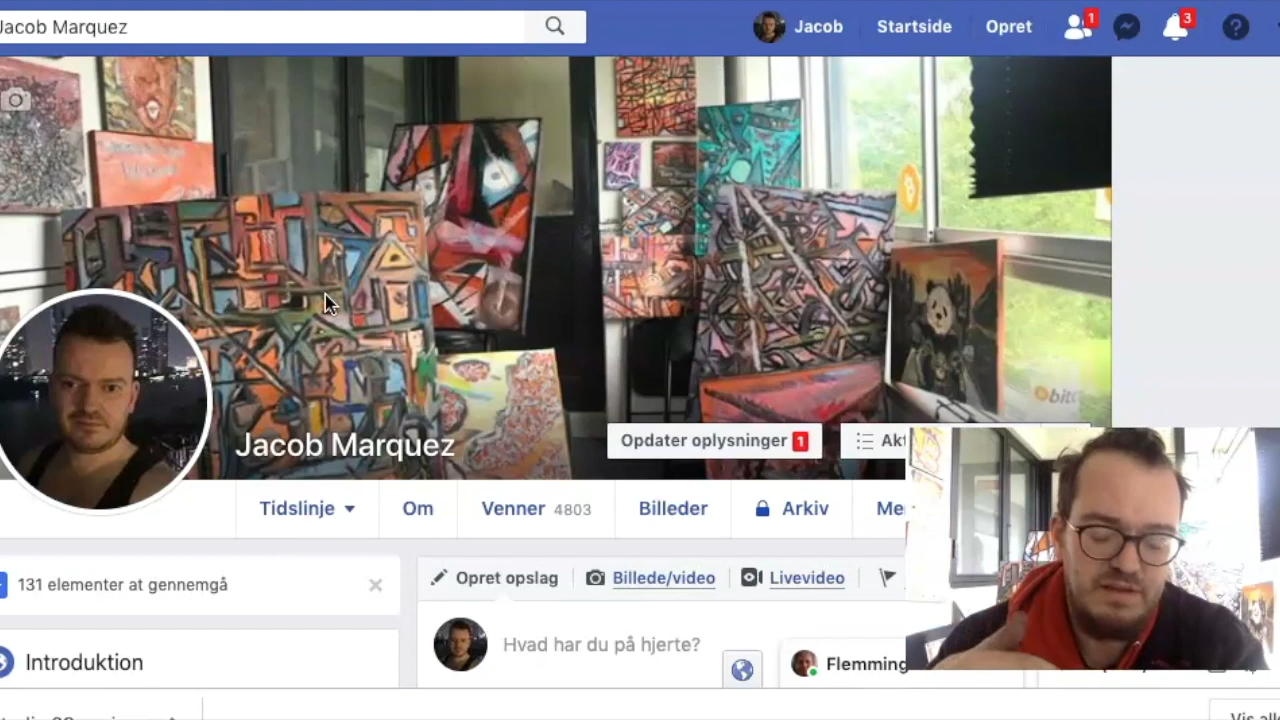 Jacob Marquez
Jacob
Startside
Opret
1
3
Jacob Marquez
Opdater oplysninger 1
Tidslinje
Om
Venner 4803
Billeder
Arkiv
131 elementer at gennemgå
Opret opslag
Billede/video
Livevideo
Hvad har du på hjerte?
Introduktion
Flemming